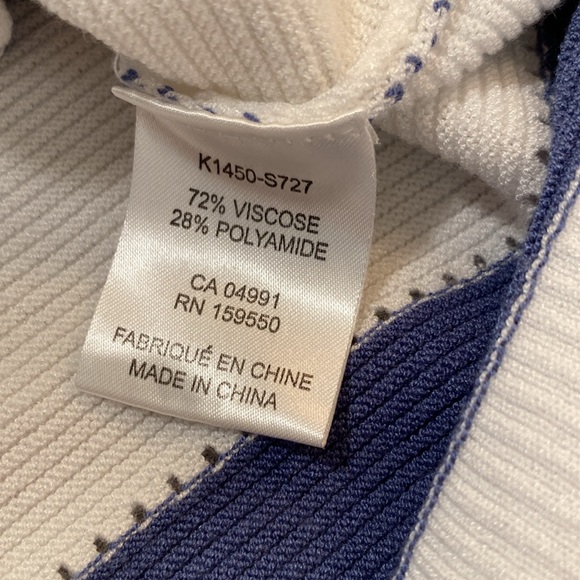 K1450-S727
72% VISCOSE
28% POLYAMIDE
CA 04991
RN 159550
FABRIQUÉ EN CHINE
MADE IN CHINA